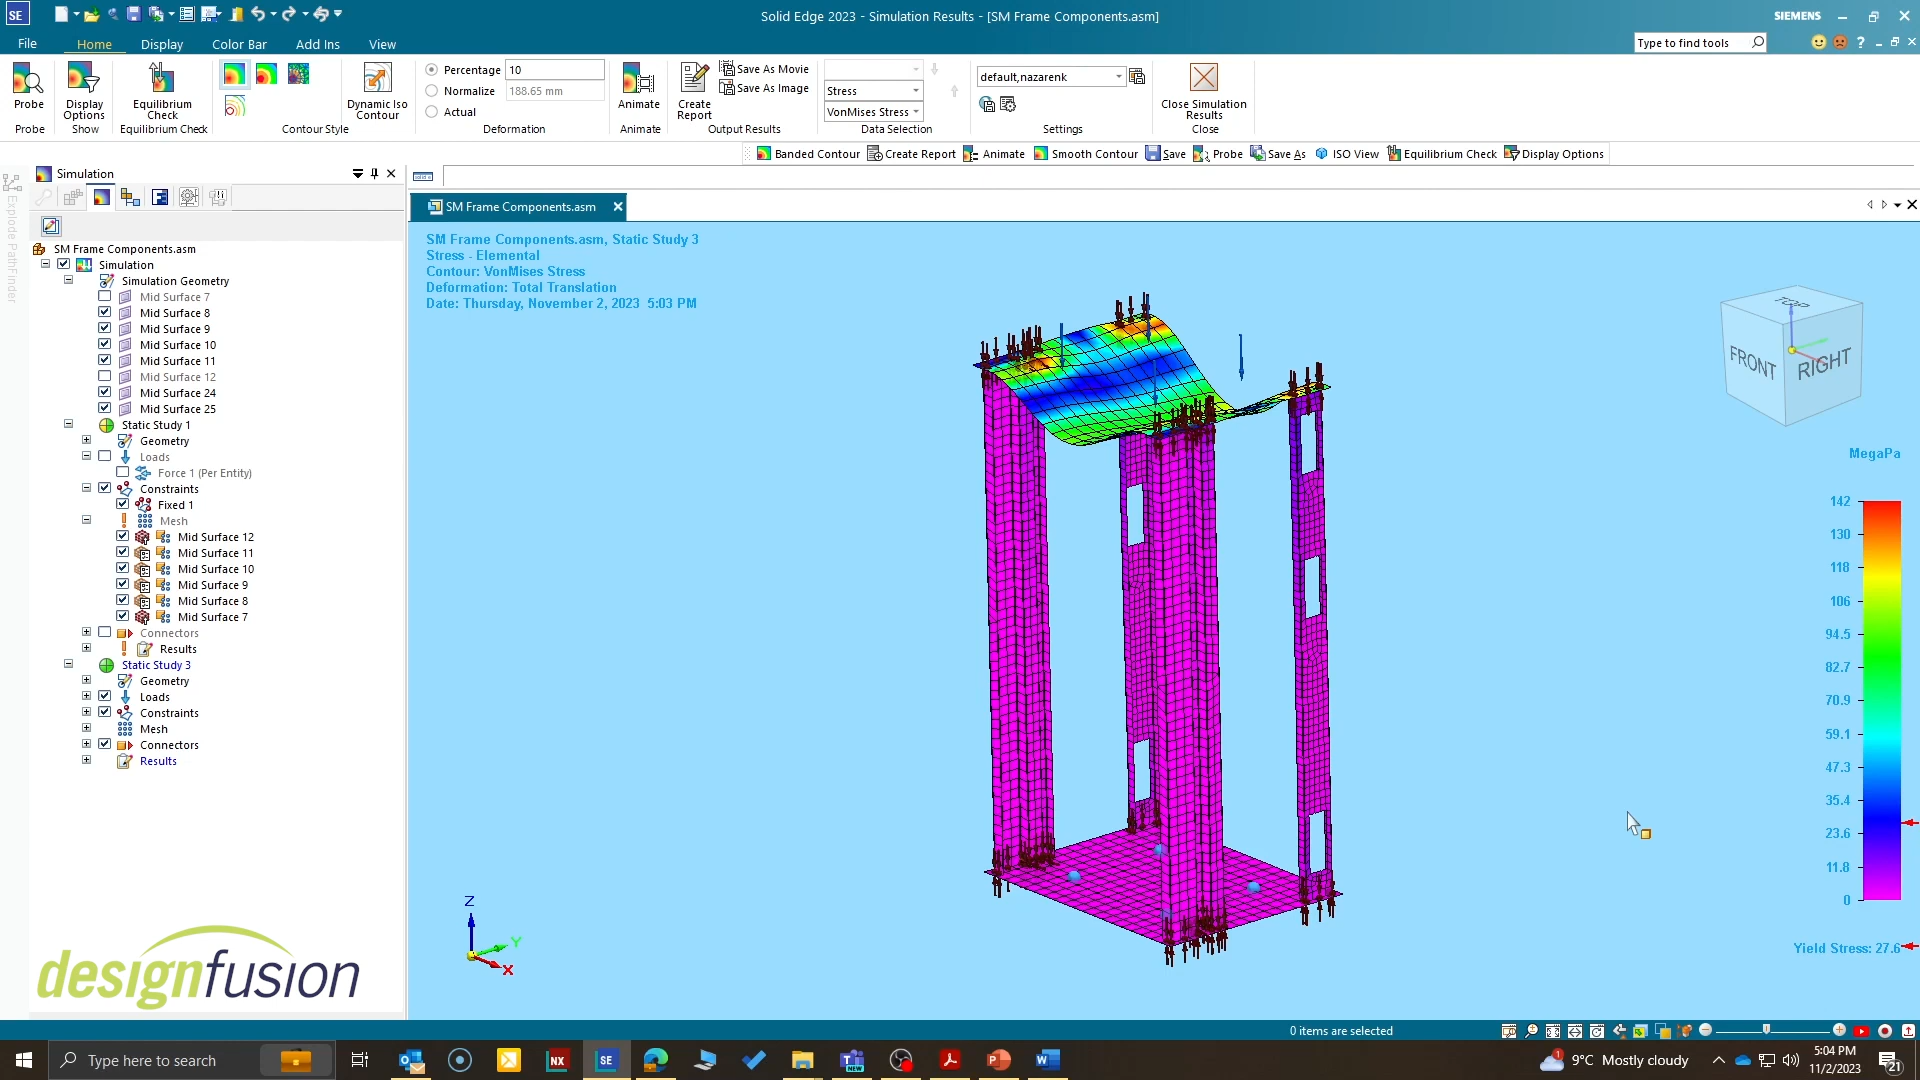 SE
Solid Edge 2023 - Simulation Results - [SM Frame Components.asm]
SIEMENS
File
Home
Display
Color Bar
Add Ins
View
Type to find tools
Probe
Probe
Display
Options
Show
Equilibrium
Check
Equilibrium Check
Contour Style
Dynamic Iso
Contour
Percentage
10
Normalize
188.65 mm
Actual
Deformation
Animate
Animate
Create
Report
Save As Movie
Save As Image
Output Results
Stress
VonMises Stress
Data Selection
default,nazarenk
Settings
Close Simulation
Results
Close
Banded Contour
Create Report
Animate
Smooth Contour
Save
Probe
Save As
ISO View
Equilibrium Check
Display Options
Explode PathFinder
Simulation
SM Frame Components.asm
Simulation
Simulation Geometry
Mid Surface 7
Mid Surface 8
Mid Surface 9
Mid Surface 10
Mid Surface 11
Mid Surface 12
Mid Surface 24
Mid Surface 25
Static Study 1
Geometry
Loads
Force 1 (Per Entity)
Constraints
Fixed 1
Mesh
Mid Surface 12
Mid Surface 11
Mid Surface 10
Mid Surface 9
Mid Surface 8
Mid Surface 7
Connectors
Results
Static Study 3
Geometry
Loads
Constraints
Mesh
Connectors
Results
designfusion
SM Frame Components.asm
SM Frame Components.asm, Static Study 3
Stress - Elemental
Contour: VonMises Stress
Deformation: Total Translation
Date: Thursday, November 2, 2023 5:03 PM
TOP
FRONT
RIGHT
MegaPa
142
130
118
106
94.5
82.7
70.9
59.1
47.3
35.4
23.6
11.8
0
Yield Stress: 27.6
Z
Y
X
0 items are selected
Type here to search
NX
SE
NEW
9°C Mostly cloudy
5:04 PM
11/2/2023
21